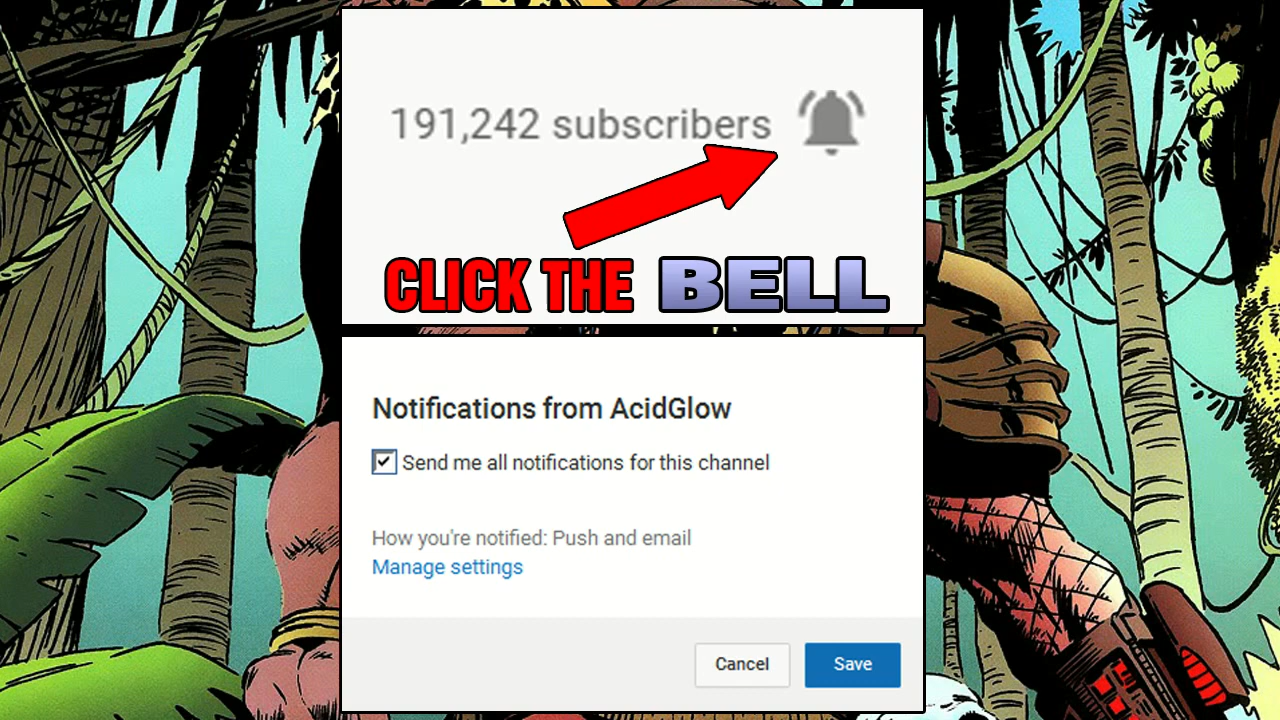 191,242 subscribers
CLICK THE BELL
Notifications from AcidGlow
Send me all notifications for this channel
How you're notified: Push and email
Manage settings
Cancel Save